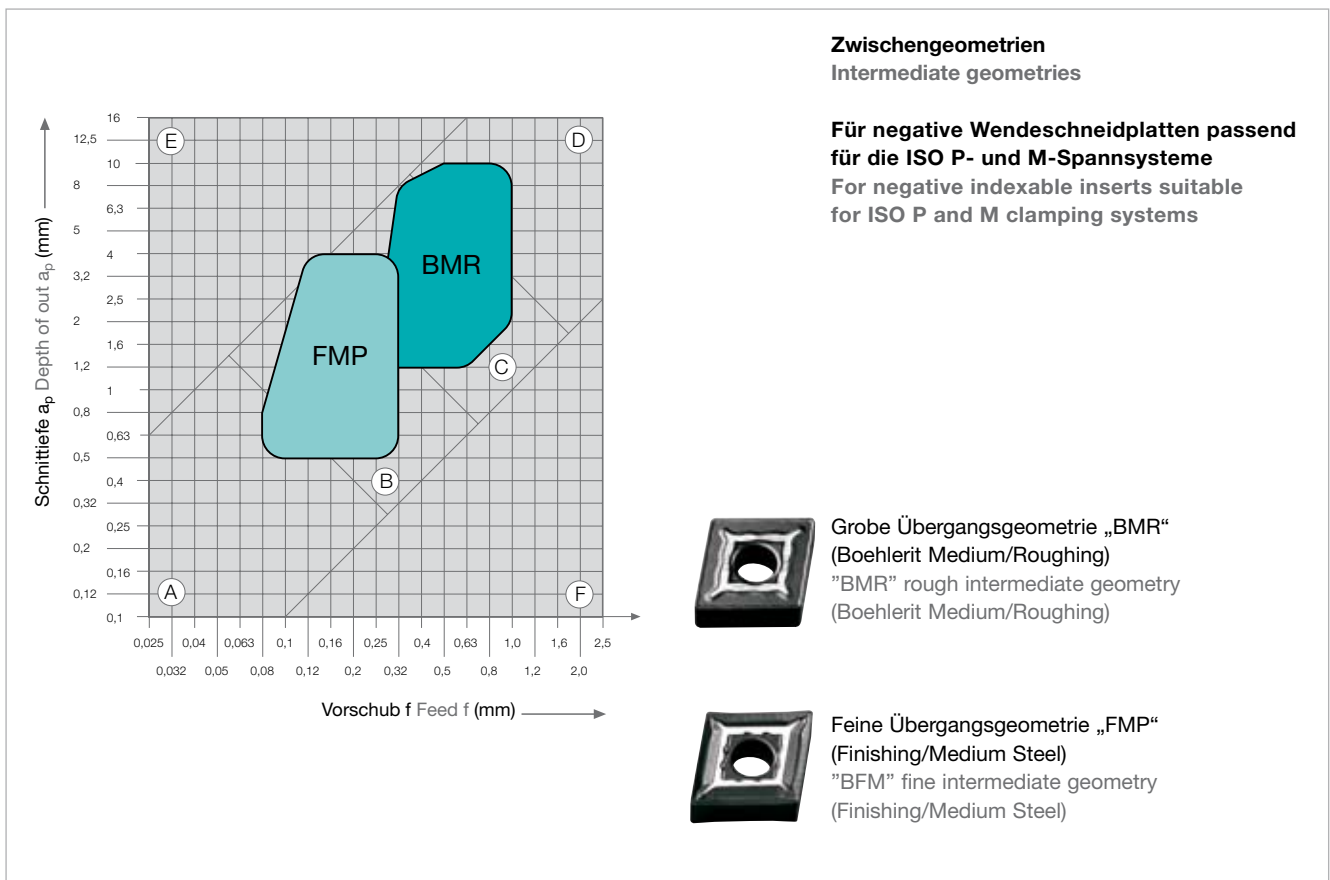 Zwischengeometrien
Intermediate geometries
Für negative Wendeschneidplatten passend
für die ISO P- und M-Spannsysteme
For negative indexable inserts suitable
for ISO P and M clamping systems
Schnittiefe ap Depth of out ap (mm)
16
12,5
10
8
6,3
5
4
3,2
2,5
2
1,6
1,2
1
0,8
0,63
0,5
0,4
0,32
0,25
0,2
0,16
0,12
0,1
E
D
BMR
FMP
C
B
A
F
0,025 0,04 0,063 0,1 0,16 0,25 0,4 0,63 1,0 1,6 2,5
0,032 0,05 0,08 0,12 0,2 0,32 0,5 0,8 1,2 2,0
Vorschub f Feed f (mm)
Grobe Übergangsgeometrie „BMR“
(Boehlerit Medium/Roughing)
”BMR” rough intermediate geometry
(Boehlerit Medium/Roughing)
Feine Übergangsgeometrie „FMP“
(Finishing/Medium Steel)
”BFM” fine intermediate geometry
(Finishing/Medium Steel)